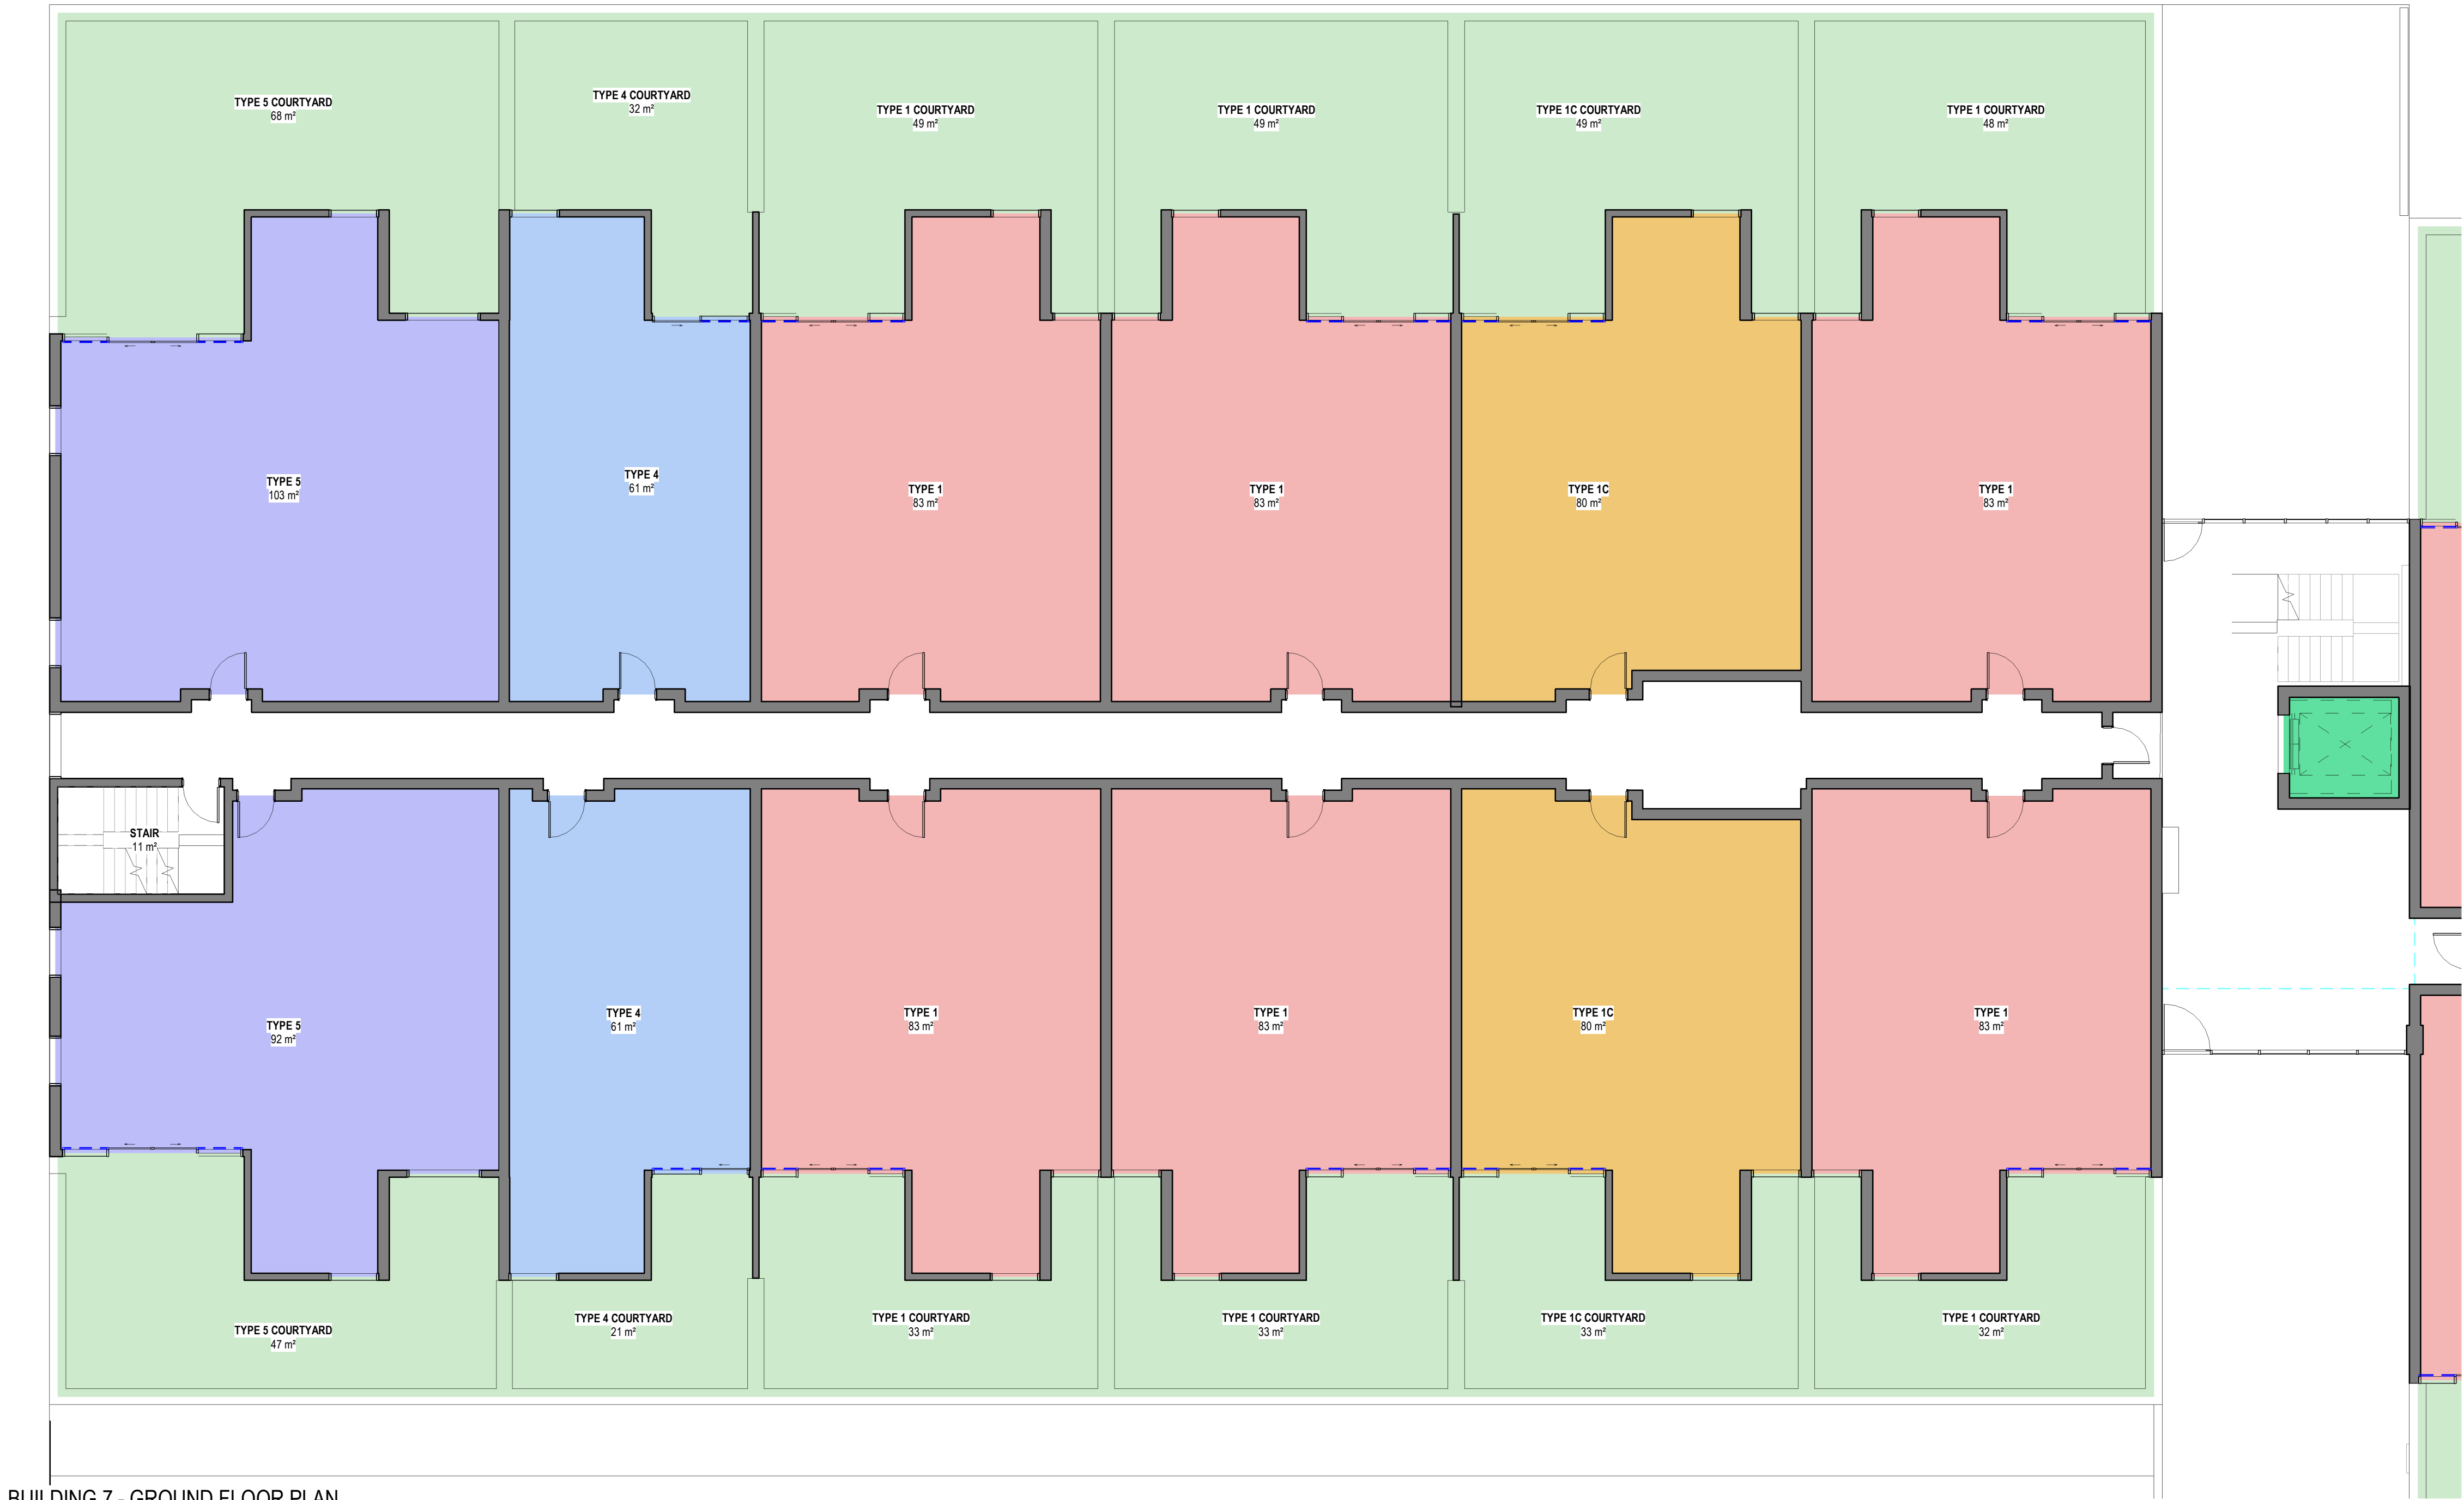 TYPE 5 COURTYARD
68 m²
TYPE 4 COURTYARD
32 m²
TYPE 1 COURTYARD
49 m²
TYPE 1 COURTYARD
49 m²
TYPE 1C COURTYARD
49 m²
TYPE 1 COURTYARD
48 m²
TYPE 5
103 m²
TYPE 4
61 m²
TYPE 1
83 m²
TYPE 1
83 m²
TYPE 1C
80 m²
TYPE 1
83 m²
STAIR
11 m²
TYPE 5
92 m²
TYPE 4
61 m²
TYPE 1
83 m²
TYPE 1
83 m²
TYPE 1C
80 m²
TYPE 1
83 m²
TYPE 5 COURTYARD
47 m²
TYPE 4 COURTYARD
21 m²
TYPE 1 COURTYARD
33 m²
TYPE 1 COURTYARD
33 m²
TYPE 1C COURTYARD
33 m²
TYPE 1 COURTYARD
32 m²
BUILDING 7 - GROUND FLOOR PLAN